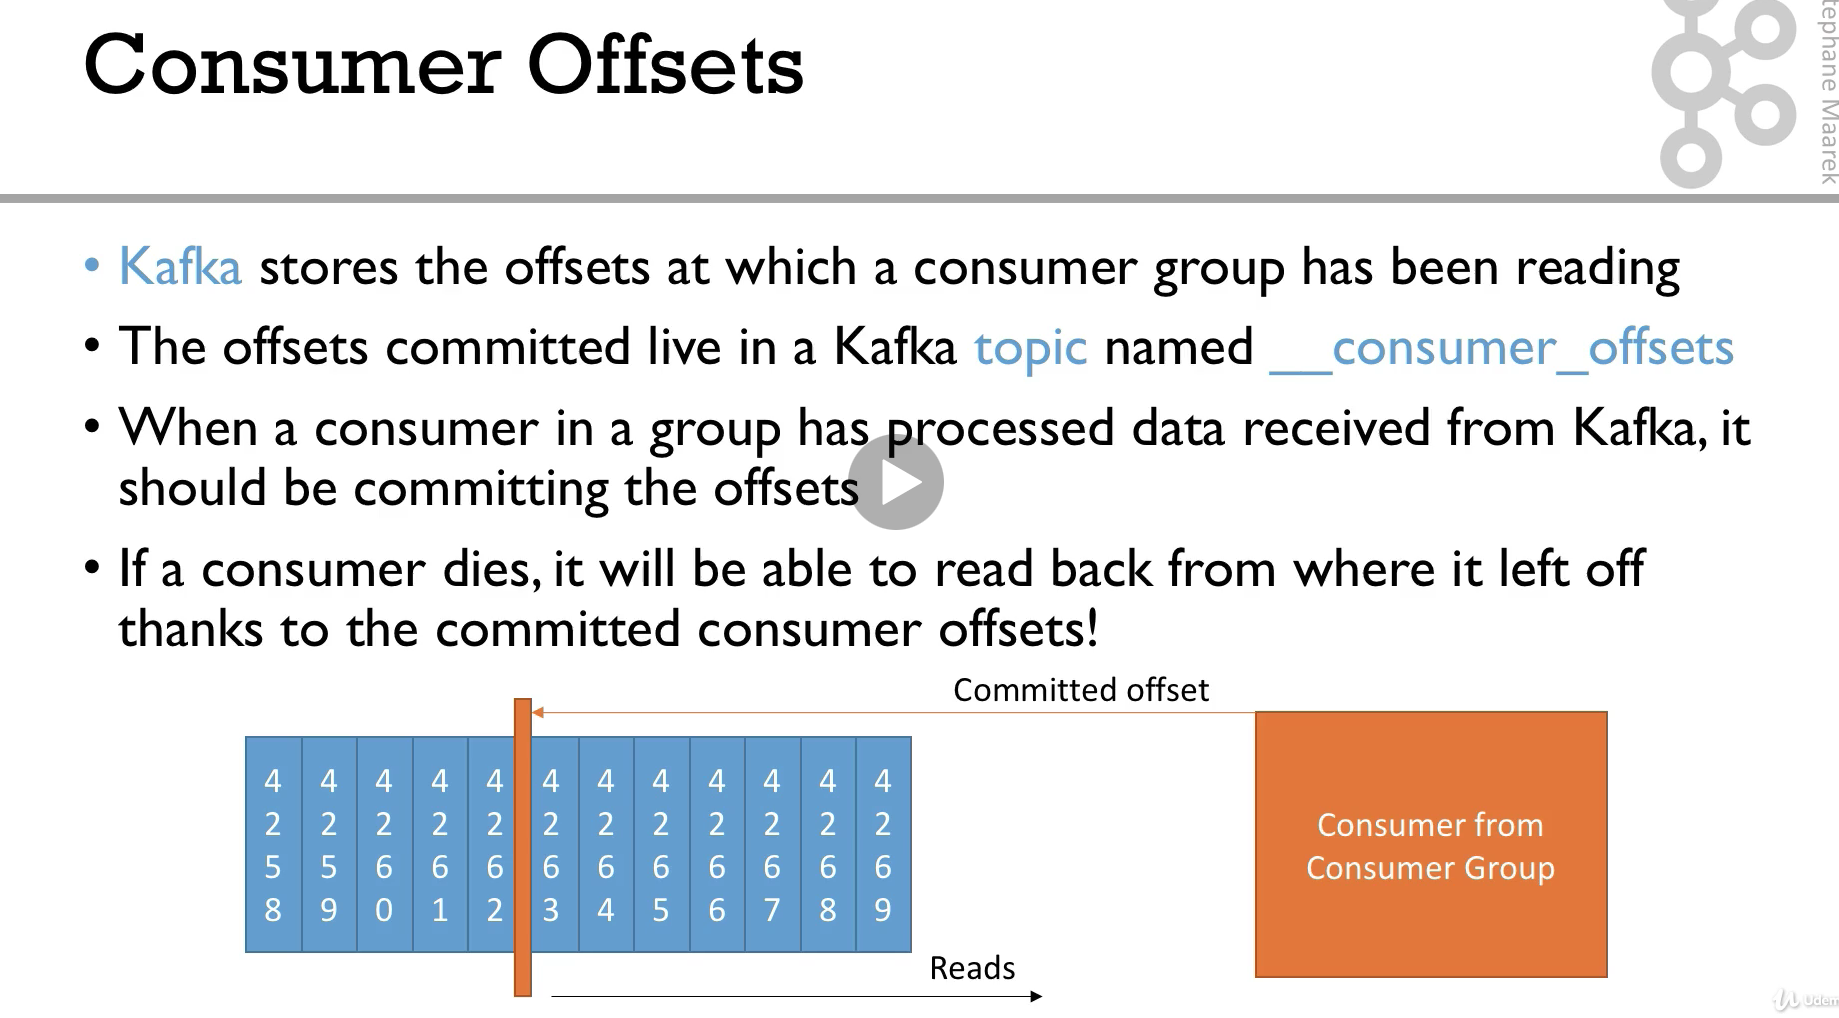 Consumer Offsets
Kafka stores the offsets at which a consumer group has been reading
The offsets committed live in a Kafka topic named __consumer_offsets
When a consumer in a group has processed data received from Kafka, it
should be committing the offsets
If a consumer dies, it will be able to read back from where it left off
thanks to the committed consumer offsets!
Committed offset
4258 4259 4260 4261 4262 4263 4264 4265 4266 4267 4268 4269
Consumer from
Consumer Group
Reads
Maarek